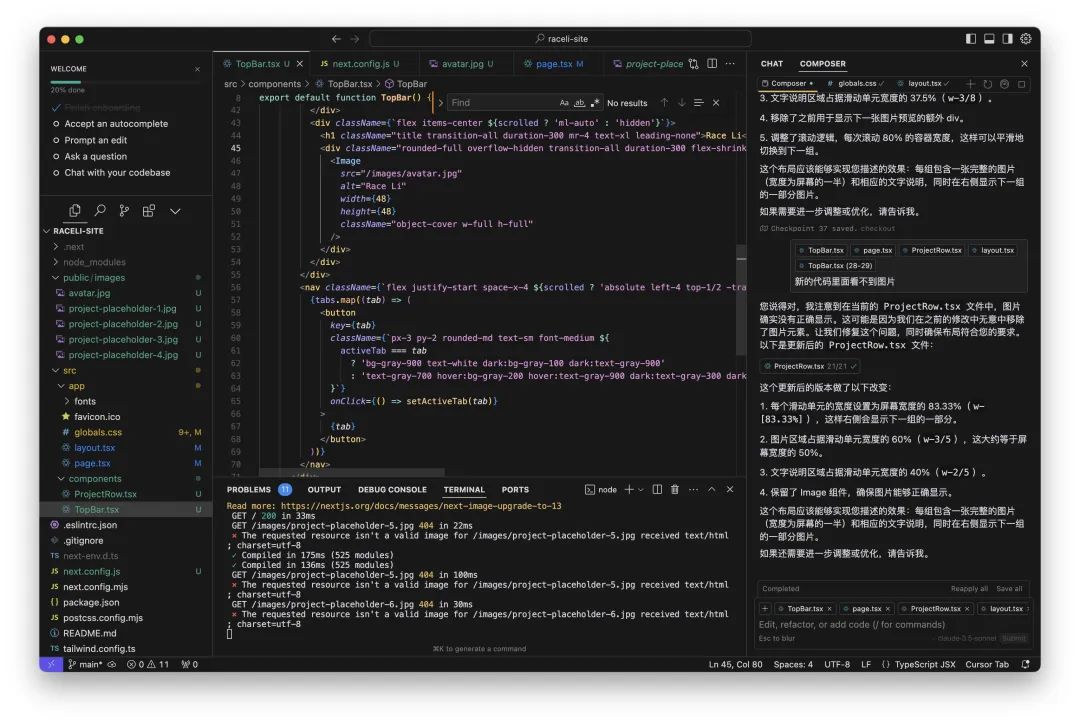 raceli-site
WELCOME
20% done
Finish onboarding
Accept an autocomplete
Prompt an edit
Ask a question
Chat with your codebase
RACELI-SITE
.next
node_modules
public/images
avatar.jpg U
project-placeholder-1.jpg U
project-placeholder-2.jpg U
project-placeholder-3.jpg U
project-placeholder-4.jpg U
src
app
fonts
favicon.ico
globals.css 9+, M
layout.tsx M
page.tsx M
components
ProjectRow.tsx U
TopBar.tsx U
.eslintrc.json
.gitignore
next-env.d.ts
next.config.js U
next.config.mjs
package.json
postcss.config.mjs
README.md
tailwind.config.ts
TopBar.tsx U
next.config.js U
avatar.jpg U
page.tsx M
project-place
src > components > TopBar.tsx > TopBar
Find Aa ab No results
8 export default function TopBar() {
42 </div>
43 <div className={`flex items-center ${scrolled ? 'ml-auto' : 'hidden'}`}>
44 <h1 className="title transition-all duration-300 mr-4 text-xl leading-none">Race Li<
45 <div className="rounded-full overflow-hidden transition-all duration-300 flex-shrink
46 <Image
47 src="/images/avatar.jpg"
48 alt="Race Li"
49 width={48}
50 height={48}
51 className="object-cover w-full h-full"
52 />
53 </div>
54 </div>
55 </div>
56 <nav className={`flex justify-start space-x-4 ${scrolled ? 'absolute left-4 top-1/2 -tra
57 {tabs.map((tab) => (
58 <button
59 key={tab}
60 className={`px-3 py-2 rounded-md text-sm font-medium ${
61 activeTab === tab
62 ? 'bg-gray-900 text-white dark:bg-gray-100 dark:text-gray-900'
63 : 'text-gray-700 hover:bg-gray-200 hover:text-gray-900 dark:text-gray-300 dark
64 }`}
65 onClick={() => setActiveTab(tab)}
66 >
67 {tab}
68 </button>
69 ))}
70 </nav>
71 </div>
PROBLEMS 11 OUTPUT DEBUG CONSOLE TERMINAL PORTS node
Read more: https://nextjs.org/docs/messages/next-image-upgrade-to-13
GET / 200 in 33ms
GET /images/project-placeholder-5.jpg 404 in 22ms
⨯ The requested resource isn't a valid image for /images/project-placeholder-5.jpg received text/html
; charset=utf-8
✓ Compiled in 175ms (525 modules)
✓ Compiled in 136ms (525 modules)
GET /images/project-placeholder-5.jpg 404 in 100ms
⨯ The requested resource isn't a valid image for /images/project-placeholder-5.jpg received text/html
; charset=utf-8
GET /images/project-placeholder-6.jpg 404 in 30ms
⨯ The requested resource isn't a valid image for /images/project-placeholder-6.jpg received text/html
; charset=utf-8
⌘K to generate a command
CHAT COMPOSER
Composer globals.css layout.tsx
3. 文字说明区域占据滑动单元宽度的 37.5%（w-3/8）。
4. 移除了之前用于显示下一张图片预览的额外 div。
5. 调整了滚动逻辑，每次滚动 80% 的容器宽度，这样可以平滑地
切换到下一组。
这个布局应该能够实现您描述的效果：每组包含一张完整的图片
（宽度为屏幕的一半）和相应的文字说明，同时在右侧显示下一组
的一部分图片。
如果需要进一步调整或优化，请告诉我。
Checkpoint 37 saved. checkout
TopBar.tsx page.tsx ProjectRow.tsx layout.tsx
TopBar.tsx (28-29)
新的代码里面看不到图片
您说得对，我注意到在当前的 ProjectRow.tsx 文件中，图片
确实没有正确显示。这可能是因为我们在之前的修改中无意中移除
了图片元素。让我们修复这个问题，同时确保布局符合您的要求。
以下是更新后的 ProjectRow.tsx 文件：
ProjectRow.tsx 21/21 ✓
这个更新后的版本做了以下改变：
1. 每个滑动单元的宽度设置为屏幕宽度的 83.33%（w-
[83.33%]），这样右侧会显示下一组的一部分。
2. 图片区域占据滑动单元宽度的 60%（w-3/5），这大约等于屏
幕宽度的 50%。
3. 文字说明区域占据滑动单元宽度的 40%（w-2/5）。
4. 保留了 Image 组件，确保图片能够正确显示。
这个布局应该能够实现您描述的效果：每组包含一张完整的图片
（宽度为屏幕的一半）和相应的文字说明，同时在右侧显示下一组
的一部分图片。
如果还需要进一步调整或优化，请告诉我。
Completed Reapply all Save all
+ TopBar.tsx × page.tsx × ProjectRow.tsx × layout.tsx
Edit, refactor, or add code (/ for commands)
Esc to blur claude-3.5-sonnet Submit
main* 0 11 0 Ln 45, Col 80 Spaces: 4 UTF-8 LF {} TypeScript JSX Cursor Tab